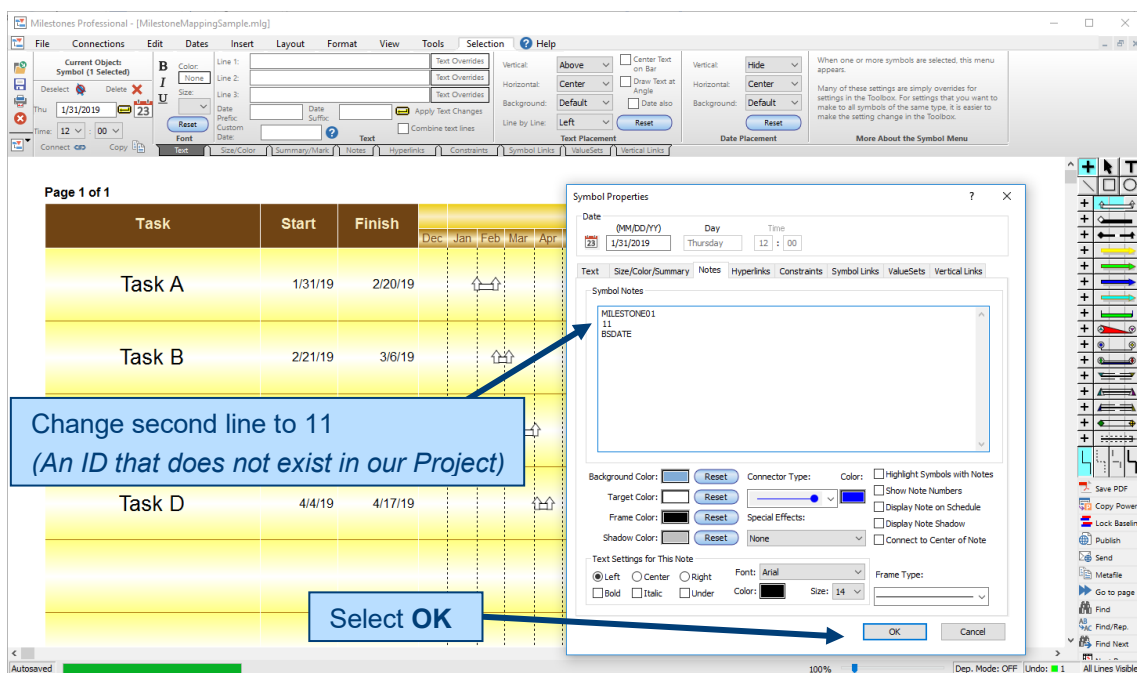 Milestones Professional - [MilestoneMappingSample.mlg]
File Connections Edit Dates Insert Layout Format View Tools Selection Help
Current Object:
Symbol (1 Selected)
Deselect Delete
Thu 1/31/2019 23
Time: 12 : 00
Connect Copy
B Color:
I None
U Size:
Reset
Font
Line 1: Text Overrides
Line 2: Text Overrides
Line 3: Text Overrides
Date Prefix: Date Suffix: Apply Text Changes
Custom Date: Combine text lines
Text
Vertical: Above Center Text on Bar
Horizontal: Center Draw Text at Angle
Background: Default Date also
Line by Line: Left Reset
Text Placement
Vertical: Hide
Horizontal: Center
Background: Default
Reset
Date Placement
When one or more symbols are selected, this menu
appears.
Many of these settings are simply overrides for
settings in the Toolbox. For settings that you want to
make to all symbols of the same type, it is easier to
make the setting change in the Toolbox.
More About the Symbol Menu
Text Size/Color Summary/Mark Notes Hyperlinks Constraints Symbol Links ValueSets Vertical Links
Page 1 of 1
Task Start Finish
Dec Jan Feb Mar Apr
Task A 1/31/19 2/20/19
Task B 2/21/19 3/6/19
Task D 4/4/19 4/17/19
Change second line to 11
(An ID that does not exist in our Project)
Select OK
Symbol Properties ? X
Date
(MM/DD/YY) Day Time
23 1/31/2019 Thursday 12 : 00
Text Size/Color/Summary Notes Hyperlinks Constraints Symbol Links ValueSets Vertical Links
Symbol Notes
MILESTONE01
11
BSDATE
Background Color: Reset Connector Type: Color:
Target Color: Reset
Frame Color: Reset Special Effects:
Shadow Color: Reset None
Highlight Symbols with Notes
Show Note Numbers
Display Note on Schedule
Display Note Shadow
Connect to Center of Note
Text Settings for This Note
Left Center Right Font: Arial Frame Type:
Bold Italic Under Color: Size: 14
OK Cancel
T
Save PDF
Copy Power
Lock Baselin
Publish
Send
Metafile
Go to page
Find
Find/Rep.
Find Next
Autosaved 100% Dep. Mode: OFF Undo: 1 All Lines Visible